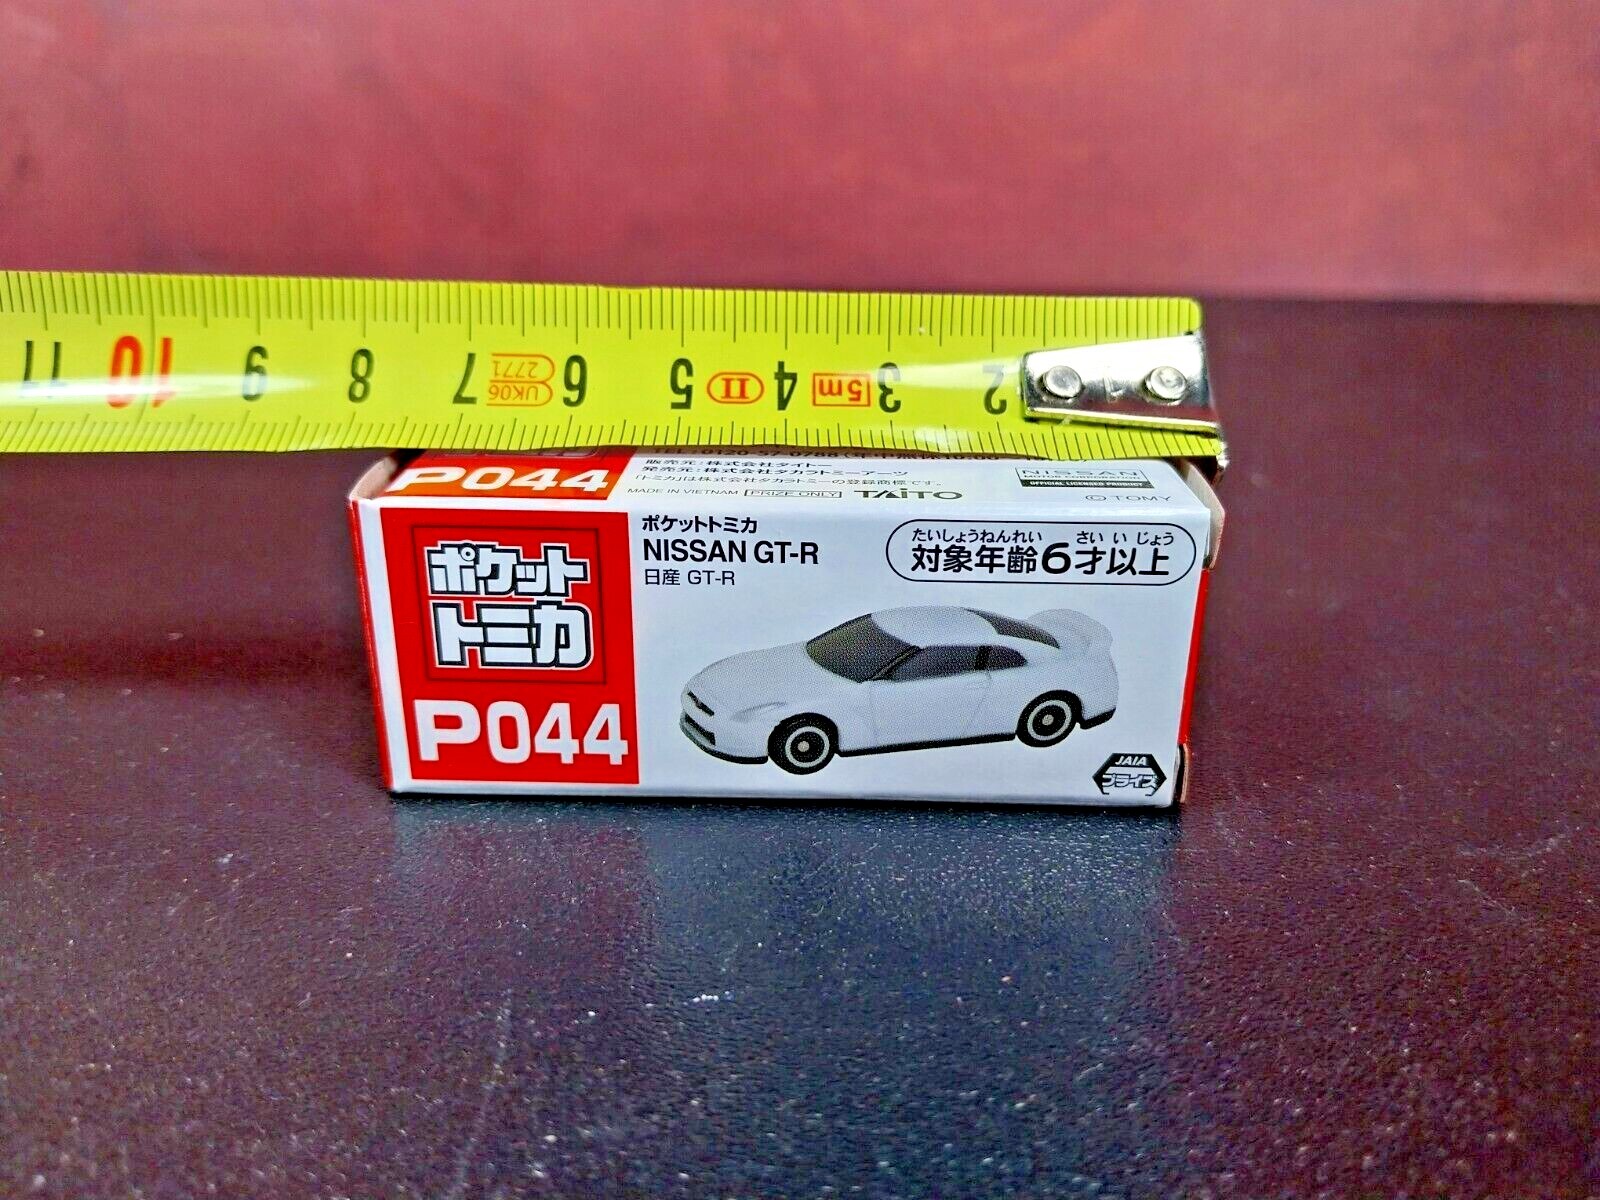 11 10 9 8 7 6 5 4 3 2
UK06
2771
II
5m
P044
0120-57-0788
販売元:株式会社タイトー
発売元:株式会社タカラトミーアーツ
「トミカ」は株式会社タカラトミーの登録商標です。
MADE IN VIETNAM PRIZE ONLY TAITO
NISSAN
MOTOR CORPORATION
OFFICIAL LICENSED PRODUCT
© TOMY
ポケット
トミカ
P044
ポケットトミカ
NISSAN GT-R
日産 GT-R
たいしょうねんれい さい い じょう
対象年齢6才以上
JAIA
プライズ